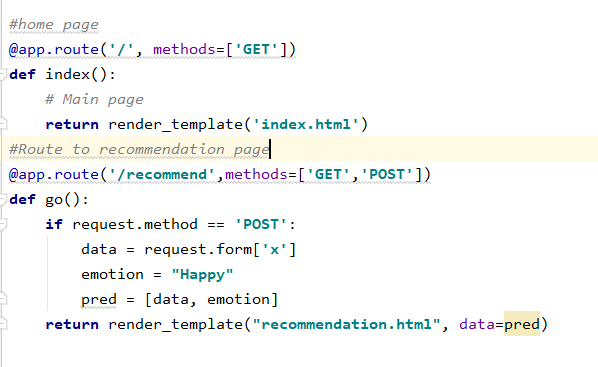 #home page
@app.route('/', methods=['GET'])
def index():
    # Main page
    return render_template('index.html')
#Route to recommendation page
@app.route('/recommend',methods=['GET','POST'])
def go():
    if request.method == 'POST':
        data = request.form['x']
        emotion = "Happy"
        pred = [data, emotion]
    return render_template("recommendation.html", data=pred)